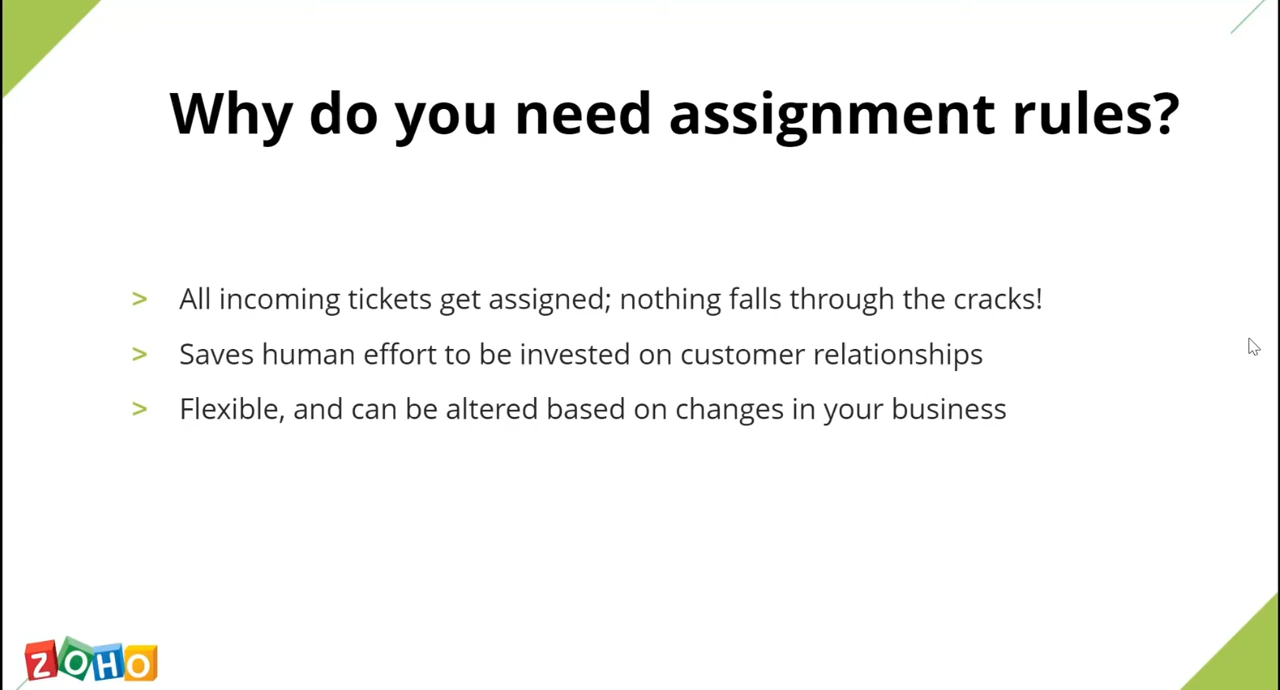 Why do you need assignment rules?
> All incoming tickets get assigned; nothing falls through the cracks!
> Saves human effort to be invested on customer relationships
> Flexible, and can be altered based on changes in your business
ZOHO